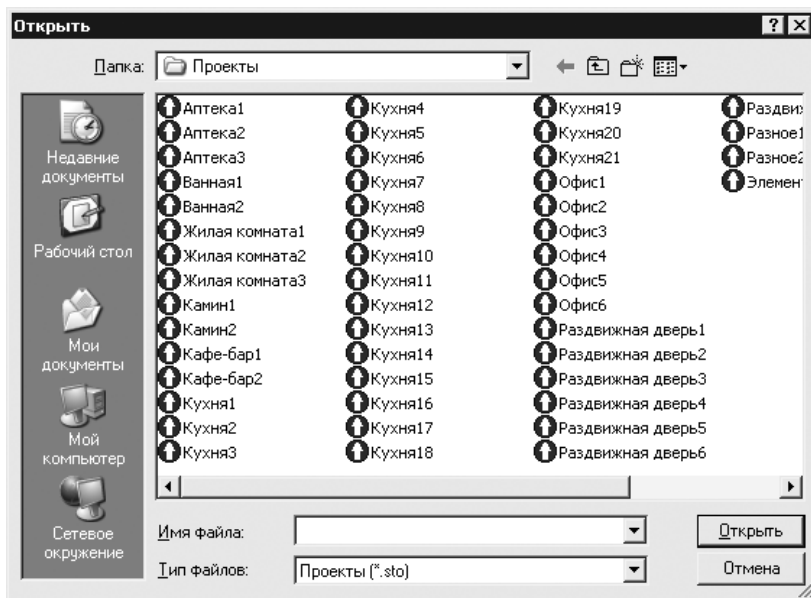 Открыть
Папка: Проекты
Недавние
документы
Рабочий стол
Мои
документы
Мой
компьютер
Сетевое
окружение
Аптека1
Аптека2
Аптека3
Ванная1
Ванная2
Жилая комната1
Жилая комната2
Жилая комната3
Камин1
Камин2
Кафе-бар1
Кафе-бар2
Кухня1
Кухня2
Кухня3
Кухня4
Кухня5
Кухня6
Кухня7
Кухня8
Кухня9
Кухня10
Кухня11
Кухня12
Кухня13
Кухня14
Кухня15
Кухня16
Кухня17
Кухня18
Кухня19
Кухня20
Кухня21
Офис1
Офис2
Офис3
Офис4
Офис5
Офис6
Раздвижная дверь1
Раздвижная дверь2
Раздвижная дверь3
Раздвижная дверь4
Раздвижная дверь5
Раздвижная дверь6
Разное1
Разное2
Имя файла:
Открыть
Тип файлов: Проекты (*.sto)
Отмена